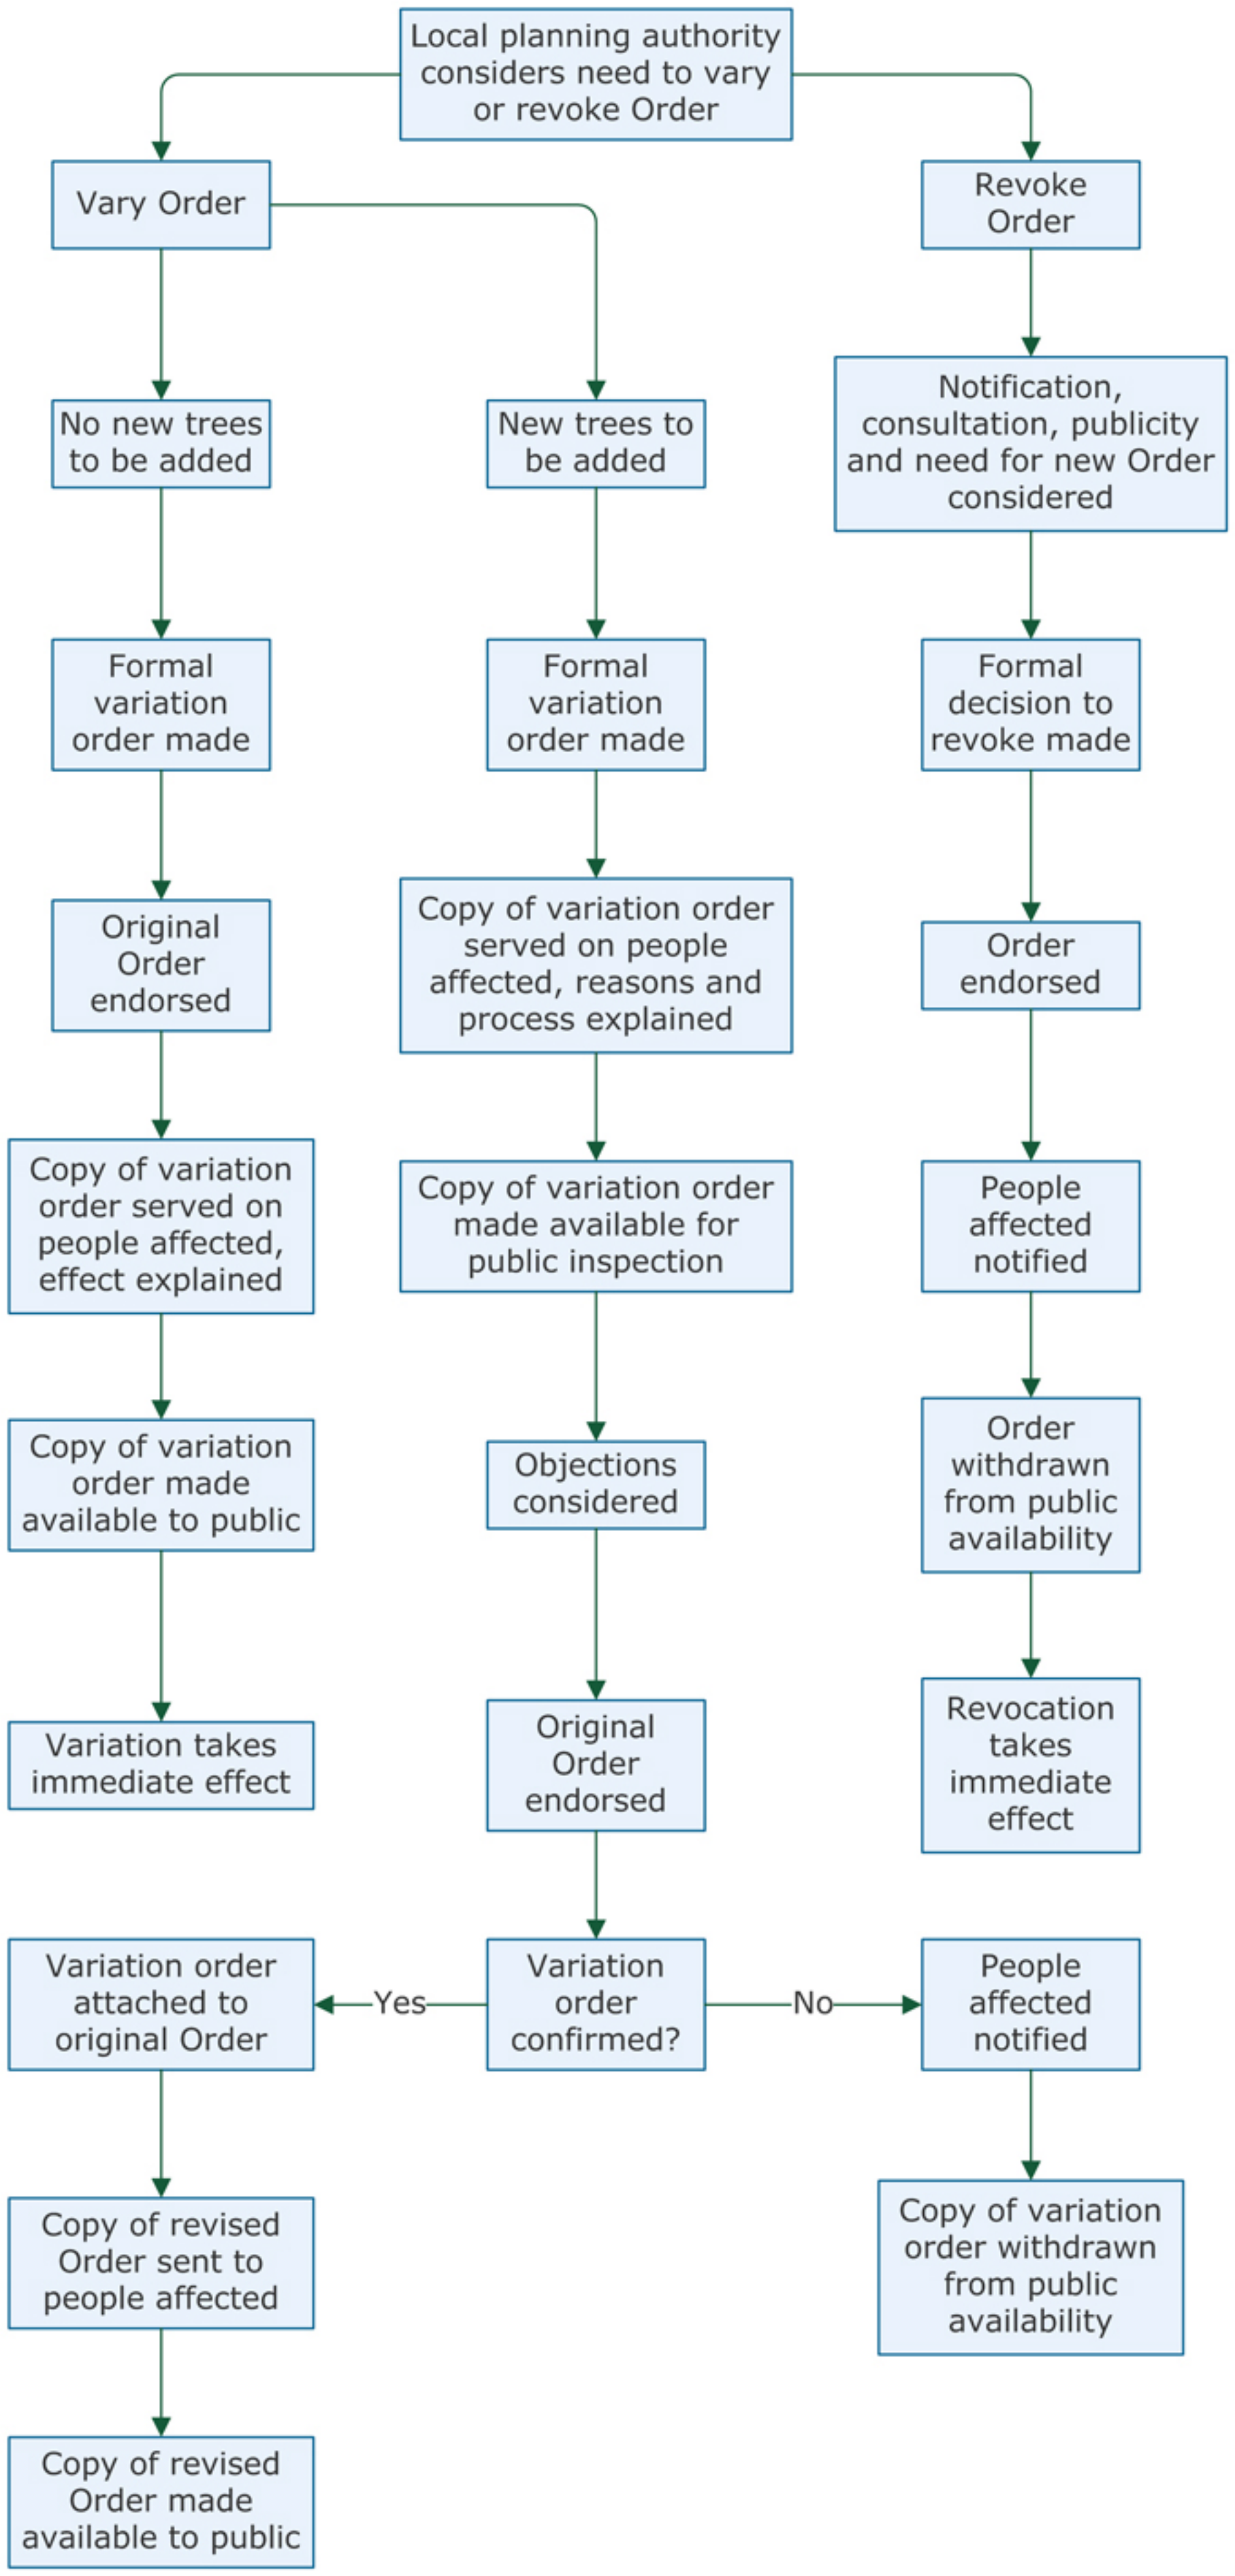 Local planning authority
considers need to vary
or revoke Order
Vary Order
Revoke
Order
No new trees
to be added
New trees to
be added
Notification,
consultation, publicity
and need for new Order
considered
Formal
variation
order made
Formal
variation
order made
Formal
decision to
revoke made
Original
Order
endorsed
Copy of variation order
served on people
affected, reasons and
process explained
Order
endorsed
Copy of variation
order served on
people affected,
effect explained
Copy of variation order
made available for
public inspection
People
affected
notified
Copy of variation
order made
available to public
Objections
considered
Order
withdrawn
from public
availability
Variation takes
immediate effect
Original
Order
endorsed
Revocation
takes
immediate
effect
Variation order
attached to
original Order
Yes
Variation
order
confirmed?
No
People
affected
notified
Copy of revised
Order sent to
people affected
Copy of variation
order withdrawn
from public
availability
Copy of revised
Order made
available to public